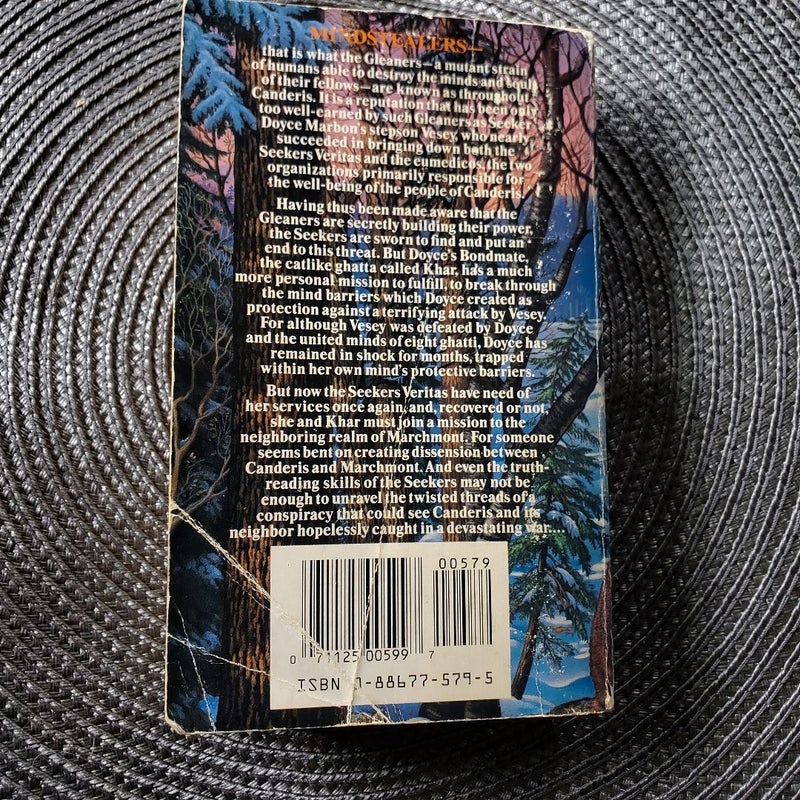 MINDSTEALERS—
that is what the Gleaners—a mutant strain
of humans able to destroy the minds and souls
of their fellows—are known as throughout
Canderis. It is a reputation that has been only
too well-earned by such Gleaners as Seeker
Doyce Marbon's stepson Vesey, who nearly
succeeded in bringing down both the
Seekers Veritas and the eumedicos, the two
organizations primarily responsible for
the well-being of the people of Canderis.
Having thus been made aware that the
Gleaners are secretly building their power,
the Seekers are sworn to find and put an
end to this threat. But Doyce's Bondmate,
the catlike ghatta called Khar, has a much
more personal mission to fulfill, to break through
the mind barriers which Doyce created as
protection against a terrifying attack by Vesey.
For although Vesey was defeated by Doyce
and the united minds of eight ghatti, Doyce has
remained in shock for months, trapped
within her own mind's protective barriers.
But now the Seekers Veritas have need of
her services once again, and, recovered or not,
she and Khar must join a mission to the
neighboring realm of Marchmont. For someone
seems bent on creating dissension between
Canderis and Marchmont. And even the truth-
reading skills of the Seekers may not be
enough to unravel the twisted threads of a
conspiracy that could see Canderis and its
neighbor hopelessly caught in a devastating war....
00579
0 71125 00599 7
ISBN 0-88677-579-5